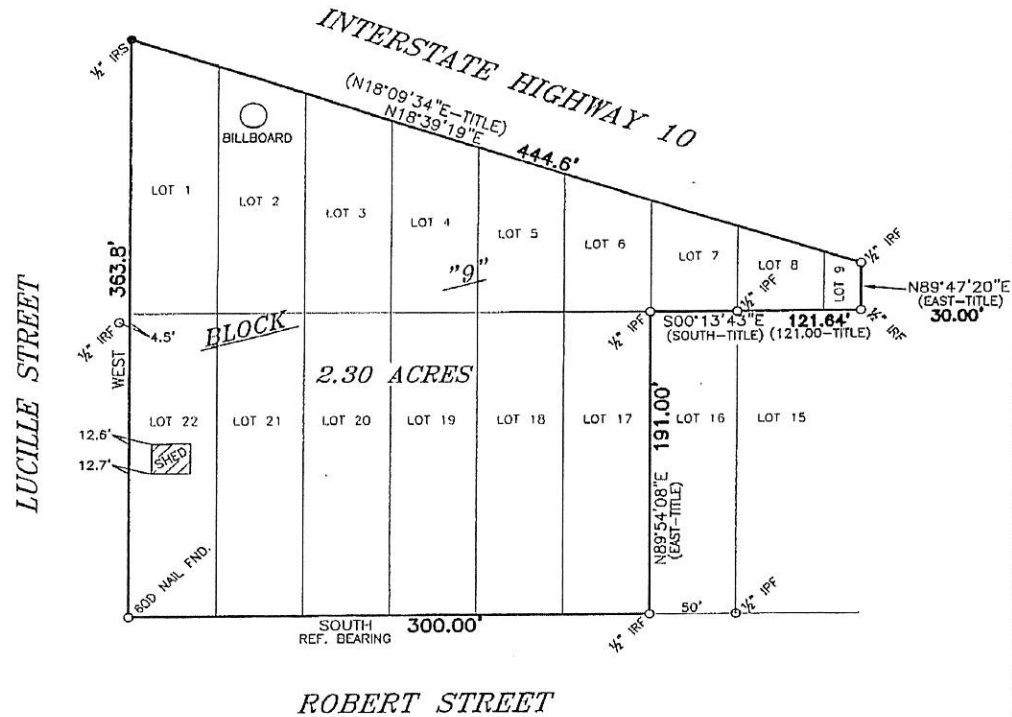 INTERSTATE HIGHWAY 10
(N18°09'34"E-TITLE)
N18°39'19"E
444.6'
½" IRS
BILLBOARD
LOT 1
LOT 2
LOT 3
LOT 4
LOT 5
LOT 6
LOT 7
LOT 8
LOT 9
½" IRF
N89°47'20"E
(EAST-TITLE)
30.00'
½" IRF
363.8'
"9"
BLOCK
½" IRF
4.5'
WEST
LUCILLE STREET
½" IPF
½" IPF
S00°13'43"E 121.64'
(SOUTH-TITLE) (121.00-TITLE)
2.30 ACRES
LOT 22
LOT 21
LOT 20
LOT 19
LOT 18
LOT 17
LOT 16
LOT 15
12.6'
12.7'
SHED
191.00'
N89°54'08"E
(EAST-TITLE)
60D NAIL FND.
SOUTH 300.00'
REF. BEARING
½" IRF
50'
½" IPF
ROBERT STREET